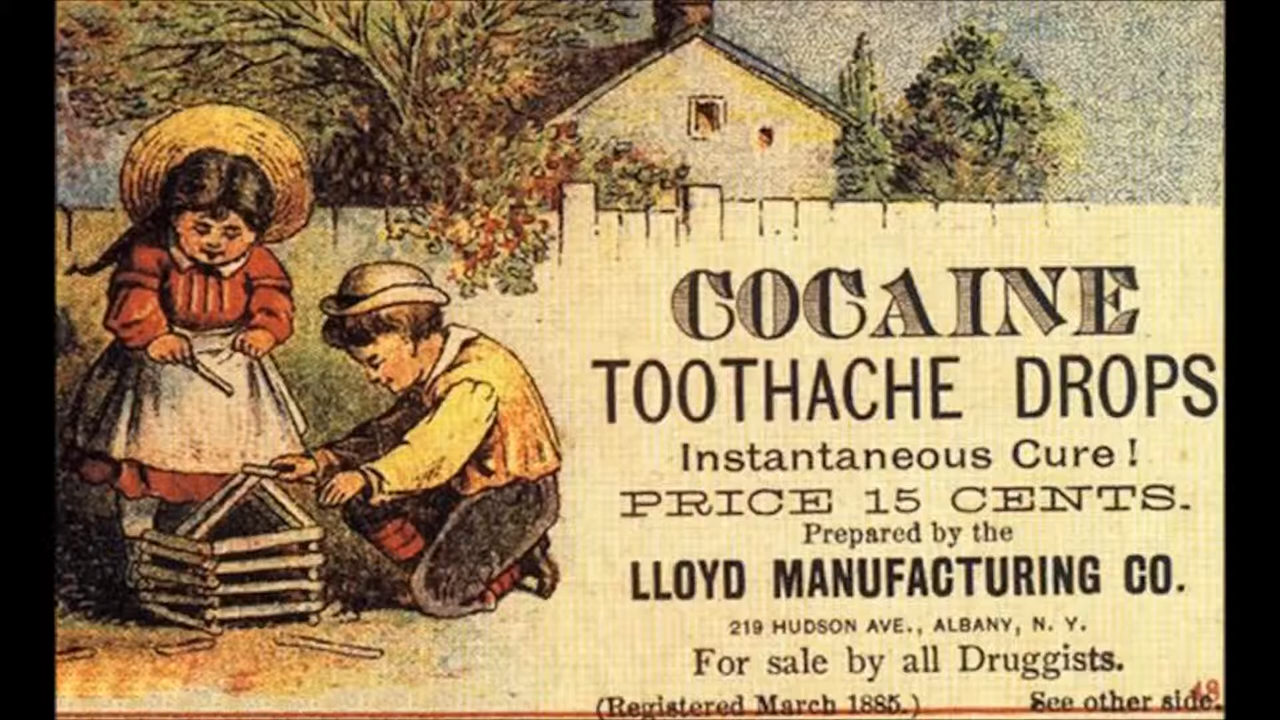 COCAINE
TOOTHACHE DROPS
Instantaneous Cure!
PRICE 15 CENTS.
Prepared by the
LLOYD MANUFACTURING CO.
219 HUDSON AVE., ALBANY, N. Y.
For sale by all Druggists.
(Registered March 1885.) See other side.